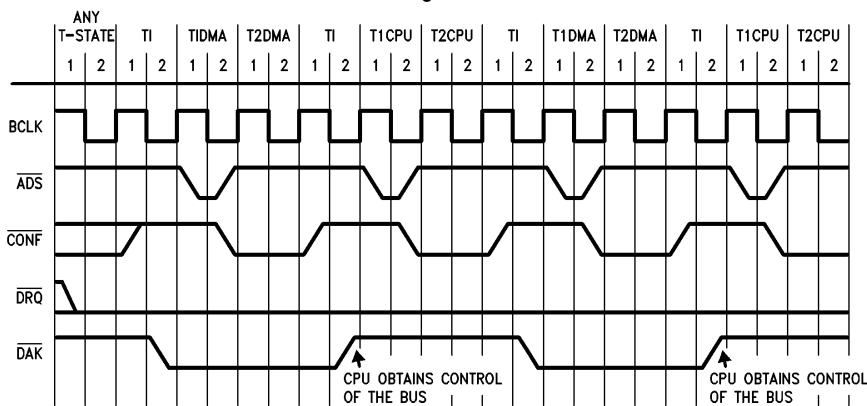 ANY
T-STATE TI TIDMA T2DMA TI T1CPU T2CPU TI T1DMA T2DMA TI T1CPU T2CPU
1 2 1 2 1 2 1 2 1 2 1 2 1 2 1 2 1 2 1 2 1 2 1 2 1 2
BCLK
ADS
CONF
DRQ
DAK
CPU OBTAINS CONTROL
OF THE BUS
CPU OBTAINS CONTROL
OF THE BUS